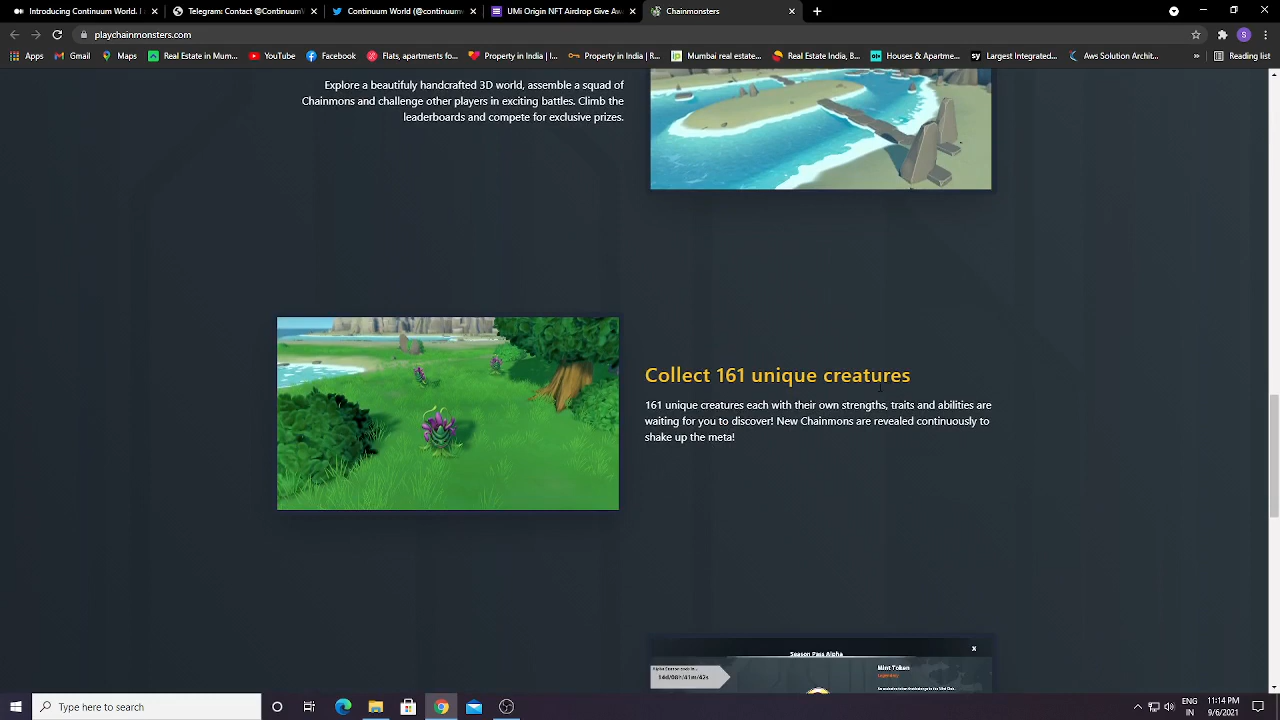 Introducing Continuum World. I
Telegram: Contact @ContinuumW
Continuum World (@continuumw
UMi Origin NFT Airdrop Give Aw
Chainmonsters
playchainmonster.com
Apps
Gmail
Maps
Real Estate in Mum...
YouTube
Facebook
Flats, apartments fo...
Property in India | I...
Property in India | R...
Mumbai real estate...
Real Estate India, B...
Houses & Apartme...
Largest Integrated...
Aws Solution Archit...
»
Reading list
Explore a beautifuly handcrafted 3D world, assemble a squad of
Chainmons and challenge other players in exciting battles. Climb the
leaderboards and compete for exclusive prizes.
Collect 161 unique creatures
161 unique creatures each with their own strengths, traits and abilities are
waiting for you to discover! New Chainmons are revealed continuously to
shake up the meta!
Season Pass Alpha
x
Mint Token
Type here to search
ENG
IN
11:14 PM
9/6/2021